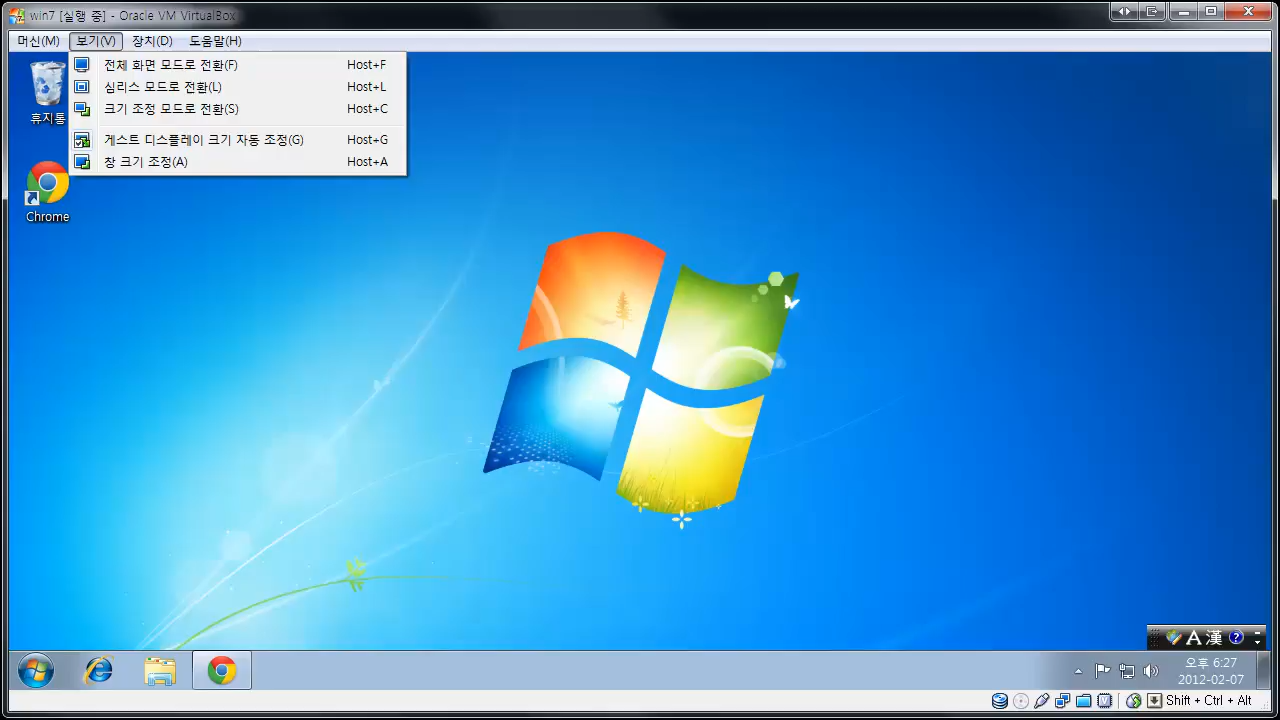 win7 [실행 중] - Oracle VM VirtualBox
머신(M) 보기(V) 장치(D) 도움말(H)
전체 화면 모드로 전환(F) Host+F
심리스 모드로 전환(L) Host+L
크기 조정 모드로 전환(S) Host+C
게스트 디스플레이 크기 자동 조정(G) Host+G
창 크기 조정(A) Host+A
휴지통
Chrome
A 漢 ?
오후 6:27
2012-02-07
Shift + Ctrl + Alt